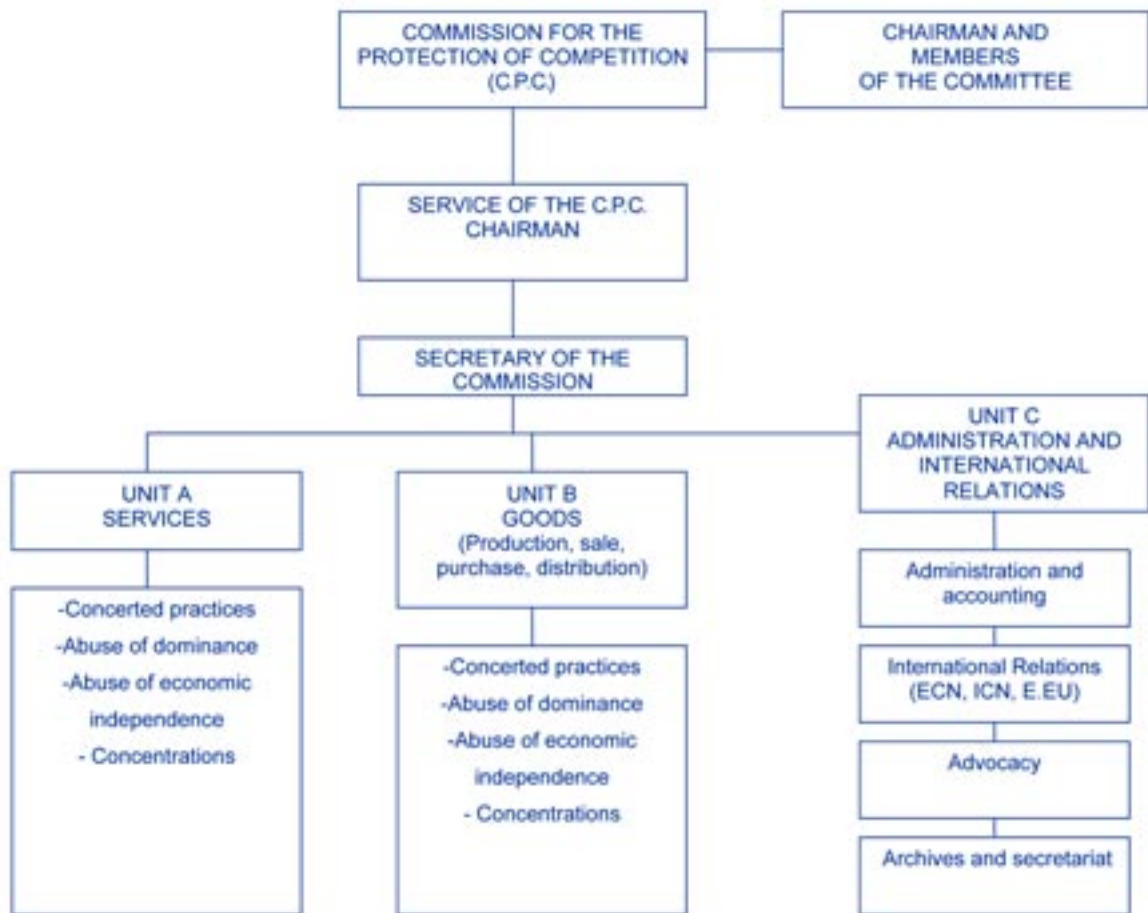 COMMISSION FOR THE
PROTECTION OF COMPETITION
(C.P.C.)
CHAIRMAN AND
MEMBERS
OF THE COMMITTEE
SERVICE OF THE C.P.C.
CHAIRMAN
SECRETARY OF THE
COMMISSION
UNIT A
SERVICES
-Concerted practices
-Abuse of dominance
-Abuse of economic
independence
- Concentrations
UNIT B
GOODS
(Production, sale,
purchase, distribution)
-Concerted practices
-Abuse of dominance
-Abuse of economic
independence
- Concentrations
UNIT C
ADMINISTRATION AND
INTERNATIONAL
RELATIONS
Administration and
accounting
International Relations
(ECN, ICN, E.EU)
Advocacy
Archives and secretariat